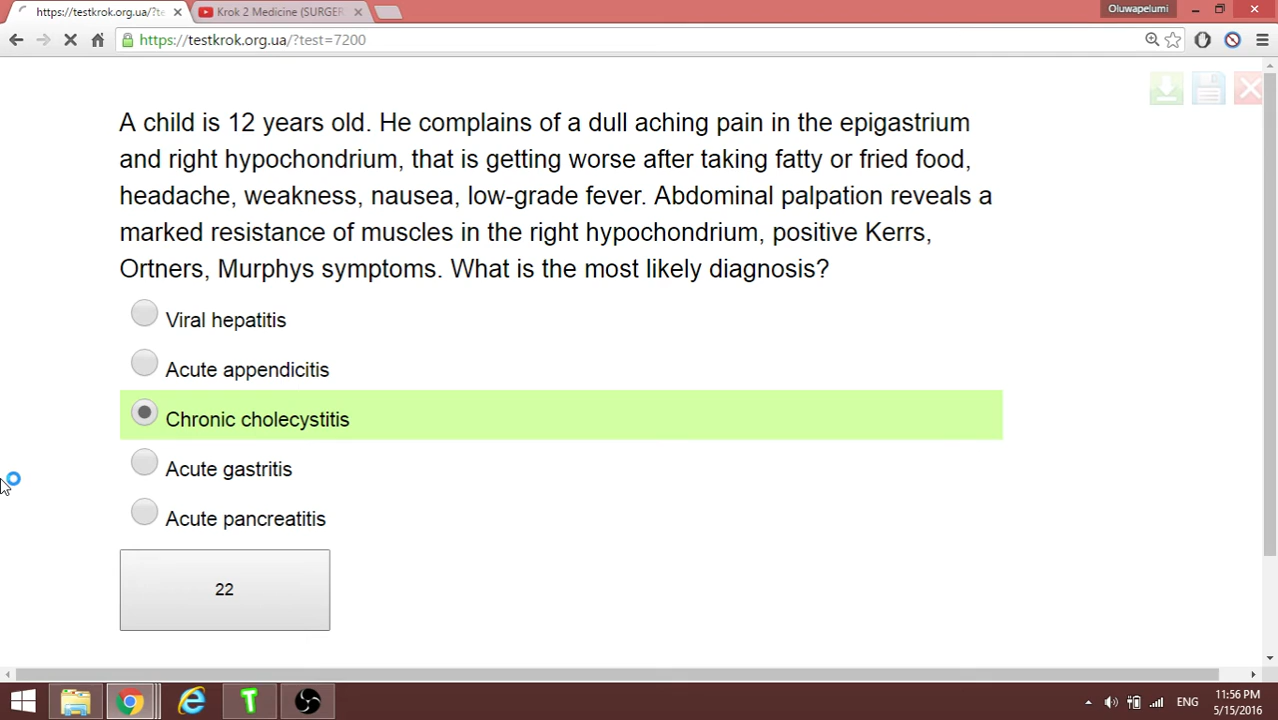 https://testkrok.org.ua/?te
Krok 2 Medicine (SURGER
Oluwapelumi
https://testkrok.org.ua/?test=7200
A child is 12 years old. He complains of a dull aching pain in the epigastrium
and right hypochondrium, that is getting worse after taking fatty or fried food,
headache, weakness, nausea, low-grade fever. Abdominal palpation reveals a
marked resistance of muscles in the right hypochondrium, positive Kerrs,
Ortners, Murphys symptoms. What is the most likely diagnosis?
Viral hepatitis
Acute appendicitis
Chronic cholecystitis
Acute gastritis
Acute pancreatitis
22
T
ENG
11:56 PM
5/15/2016